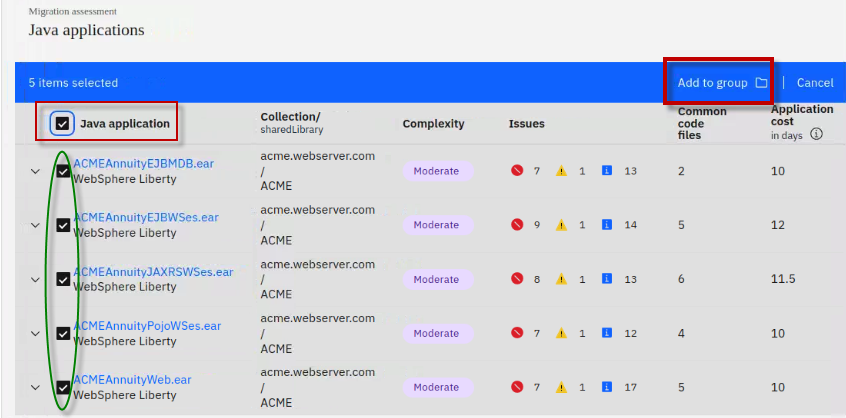 Migration assessment
Java applications
5 items selected
Add to group
Cancel
Java application
Collection/
sharedLibrary
Complexity
Issues
Common
code
files
Application
cost
in days
ACMEAnnuityEJBMDB.ear
WebSphere Liberty
acme.webserver.com
/
ACME
Moderate
7 1 13
2
10
ACMEAnnuityEJBWSes.ear
WebSphere Liberty
acme.webserver.com
/
ACME
Moderate
9 1 14
5
12
ACMEAnnuityJAXRSWSes.ear
WebSphere Liberty
acme.webserver.com
/
ACME
Moderate
8 1 13
6
11.5
ACMEAnnuityPojoWSes.ear
WebSphere Liberty
acme.webserver.com
/
ACME
Moderate
7 1 12
4
10
ACMEAnnuityWeb.ear
WebSphere Liberty
acme.webserver.com
/
ACME
Moderate
7 1 17
5
10